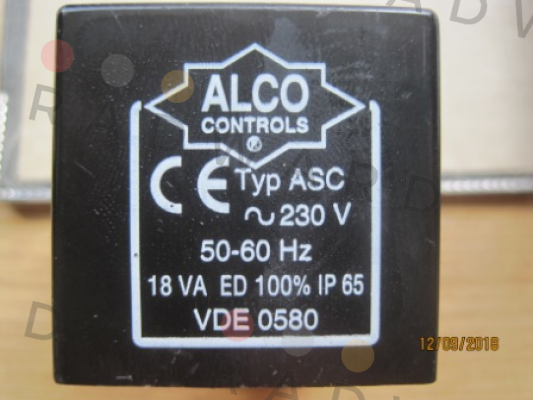 ALCO
CONTROLS
®
CE Typ ASC
~ 230 V
50-60 Hz
18 VA ED 100% IP 65
VDE 0580
12/09/2018